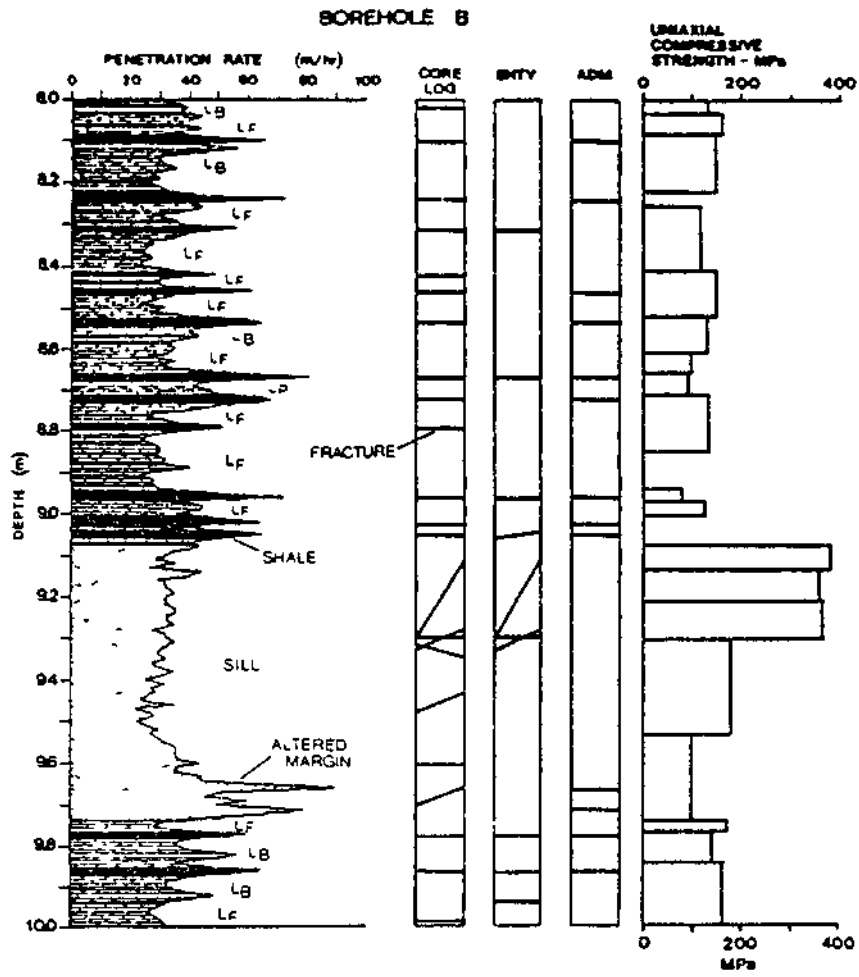 BOREHOLE B
PENETRATION RATE (m/hr)
0 20 40 60 80 100
CORE LOG
BHTY
ADM
UNIAXIAL
COMPRESSIVE
STRENGTH - MPa
0 200 400
DEPTH (m)
8.0
8.2
8.4
8.6
8.8
9.0
9.2
9.4
9.6
9.8
10.0
LB
LF
LB
LF
LF
LF
LF
LB
LF
LF
LF
LF
FRACTURE
SHALE
SILL
ALTERED
MARGIN
LF
LB
LB
LF
0 200 400
MPa